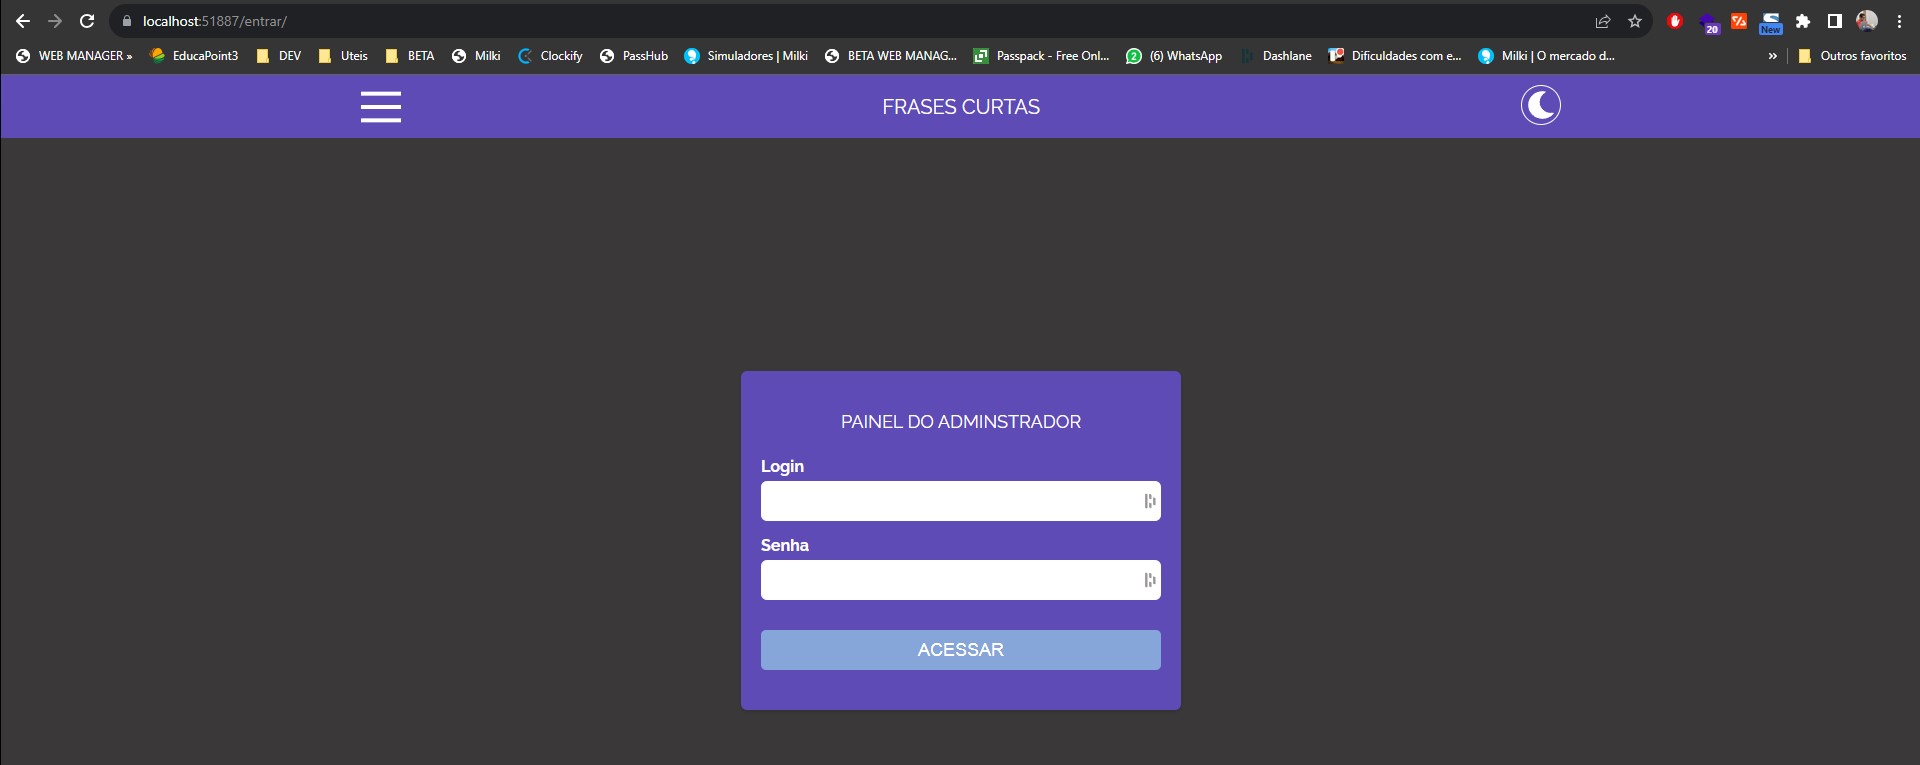 localhost:51887/entrar/
20
New
WEB MANAGER » EducaPoint3 DEV Uteis BETA Milki Clockify PassHub Simuladores | Milki BETA WEB MANAG... Passpack - Free Onl... 2 (6) WhatsApp Dashlane Dificuldades com e... Milki | O mercado d... » Outros favoritos
FRASES CURTAS
PAINEL DO ADMINSTRADOR
Login
Senha
ACESSAR